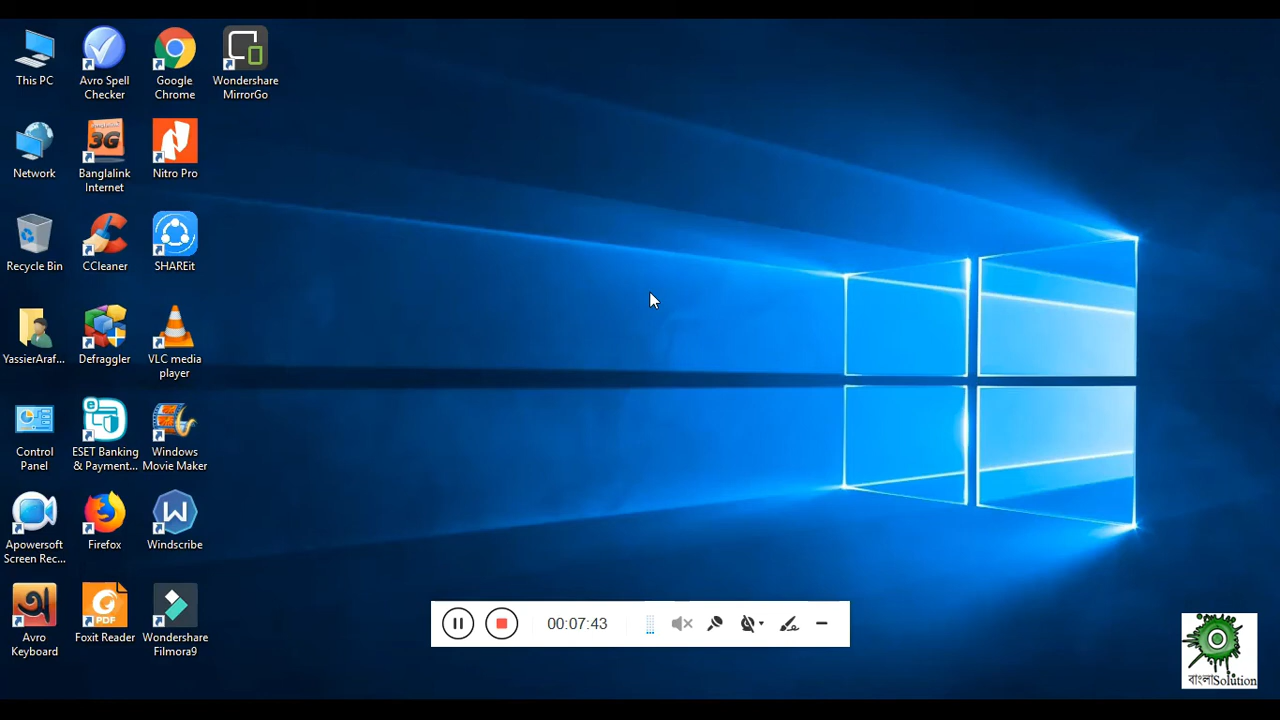 This PC
Avro Spell
Checker
Google
Chrome
Wondershare
MirrorGo
Network
3G
Banglalink
Internet
Nitro Pro
Recycle Bin
CCleaner
SHAREit
YassierAraf...
Defraggler
VLC media
player
Control
Panel
ESET Banking
& Payment...
Windows
Movie Maker
Apowersoft
Screen Rec...
Firefox
Windscribe
অ
Avro
Keyboard
PDF
Foxit Reader
Wondershare
Filmora9
00:07:43
বাংলাSolution